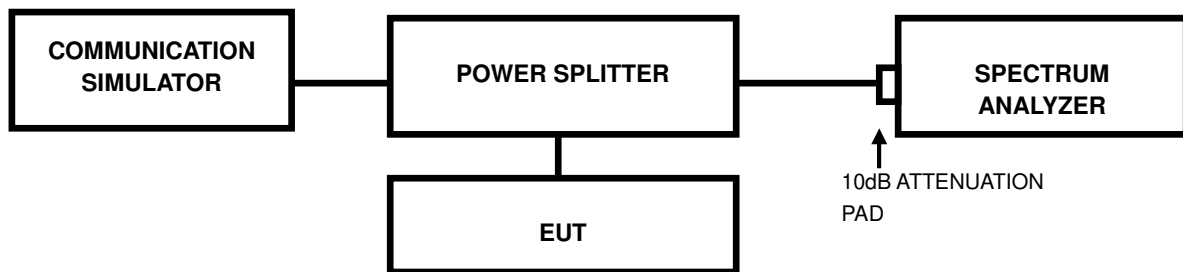 COMMUNICATION
SIMULATOR
POWER SPLITTER
SPECTRUM
ANALYZER
10dB ATTENUATION
PAD
EUT